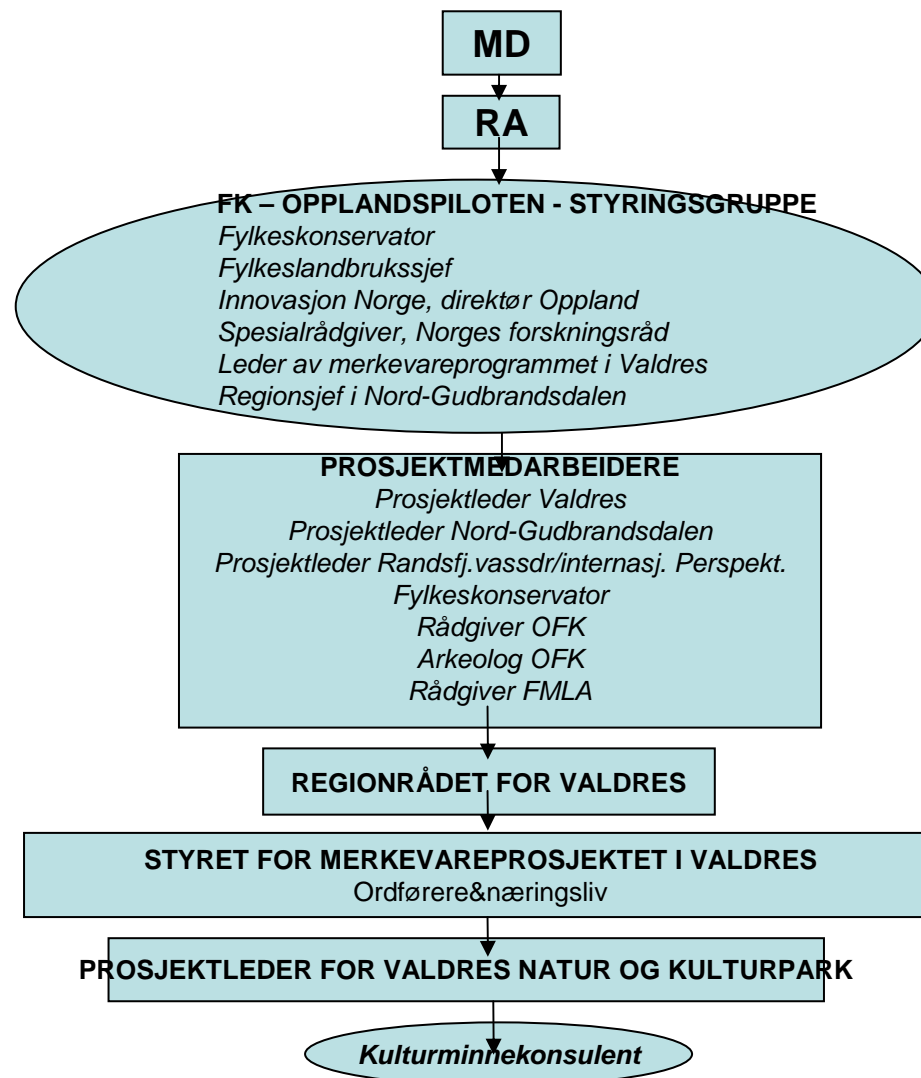 MD
RA
FK – OPPLANDSPILOTEN - STYRINGSGRUPPE
Fylkeskonservator
Fylkeslandbrukssjef
Innovasjon Norge, direktør Oppland
Spesialrådgiver, Norges forskningsråd
Leder av merkevareprogrammet i Valdres
Regionsjef i Nord-Gudbrandsdalen
PROSJEKTMEDARBEIDERE
Prosjektleder Valdres
Prosjektleder Nord-Gudbrandsdalen
Prosjektleder Randsfj.vassdr/internasj. Perspekt.
Fylkeskonservator
Rådgiver OFK
Arkeolog OFK
Rådgiver FMLA
REGIONRÅDET FOR VALDRES
STYRET FOR MERKEVAREPROSJEKTET I VALDRES
Ordførere&næringsliv
PROSJEKTLEDER FOR VALDRES NATUR OG KULTURPARK
Kulturminnekonsulent